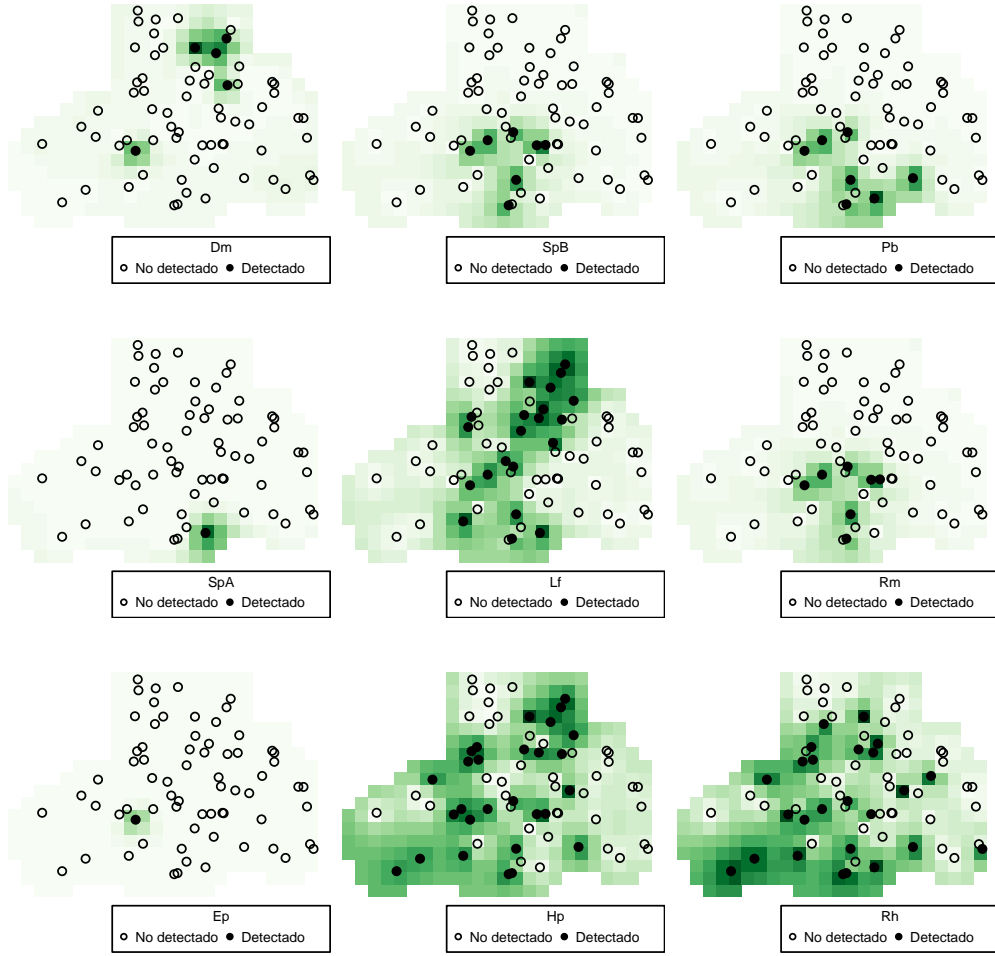 Dm
No detectado Detectado
SpB
No detectado Detectado
Pb
No detectado Detectado
SpA
No detectado Detectado
Lf
No detectado Detectado
Rm
No detectado Detectado
Ep
No detectado Detectado
Hp
No detectado Detectado
Rh
No detectado Detectado